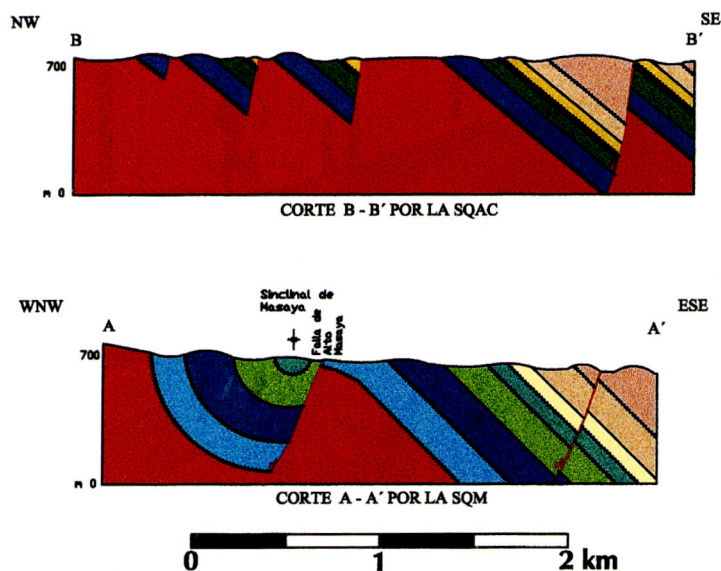 NW
SE
B
B´
700
m 0
CORTE B - B´ POR LA SQAC
WNW
ESE
Sinclinal de
Masaya
Falla de
Alto
Masaya
A
A´
700
m 0
CORTE A - A´ POR LA SQM
0
1
2 km